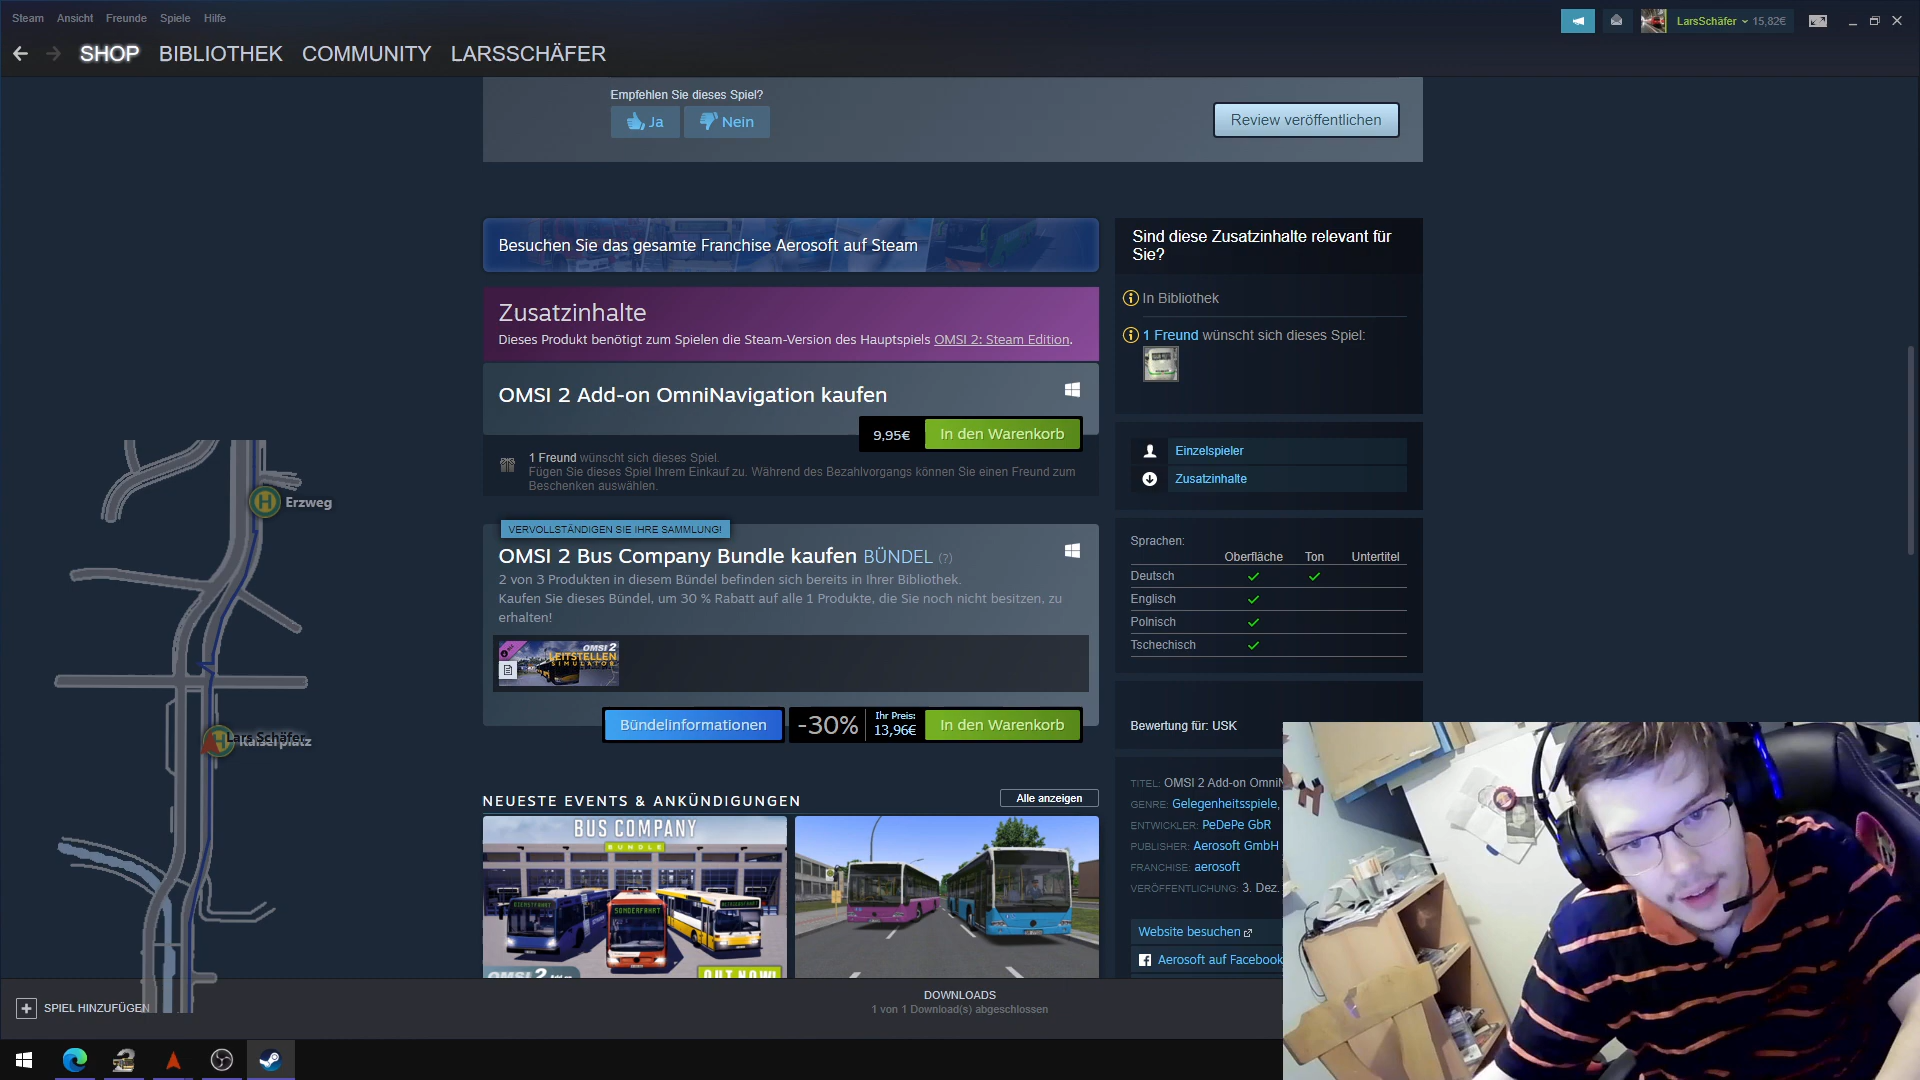 Steam Ansicht Freunde Spiele Hilfe
LarsSchäfer 15,82€
SHOP BIBLIOTHEK COMMUNITY LARSSCHÄFER
Empfehlen Sie dieses Spiel?
Ja Nein
Review veröffentlichen
Besuchen Sie das gesamte Franchise Aerosoft auf Steam
Zusatzinhalte
Dieses Produkt benötigt zum Spielen die Steam-Version des Hauptspiels OMSI 2: Steam Edition.
OMSI 2 Add-on OmniNavigation kaufen
9,95€ In den Warenkorb
1 Freund wünscht sich dieses Spiel.
Fügen Sie dieses Spiel Ihrem Einkauf zu. Während des Bezahlvorgangs können Sie einen Freund zum
Beschenken auswählen.
VERVOLLSTÄNDIGEN SIE IHRE SAMMLUNG!
OMSI 2 Bus Company Bundle kaufen BÜNDEL (?)
2 von 3 Produkten in diesem Bündel befinden sich bereits in Ihrer Bibliothek.
Kaufen Sie dieses Bündel, um 30 % Rabatt auf alle 1 Produkte, die Sie noch nicht besitzen, zu
erhalten!
OMSI 2
LEITSTELLEN
SIMULATOR
Bündelinformationen -30% Ihr Preis:
13,96€ In den Warenkorb
NEUESTE EVENTS & ANKÜNDIGUNGEN Alle anzeigen
BUS COMPANY
BUNDLE
DIENSTFAHRT
SONDERFAHRT
OMSI 2
OUT NOW!
Sind diese Zusatzinhalte relevant für
Sie?
In Bibliothek
1 Freund wünscht sich dieses Spiel:
Einzelspieler
Zusatzinhalte
Sprachen:
Oberfläche Ton Untertitel
Deutsch
Englisch
Polnisch
Tschechisch
Bewertung für: USK
TITEL: OMSI 2 Add-on OmniN
GENRE: Gelegenheitsspiele,
ENTWICKLER: PeDePe GbR
PUBLISHER: Aerosoft GmbH
FRANCHISE: aerosoft
VERÖFFENTLICHUNG: 3. Dez.
Website besuchen
Aerosoft auf Facebook
H Erzweg
Lars Schäfer
Kaiserplatz
SPIEL HINZUFÜGEN
DOWNLOADS
1 von 1 Download(s) abgeschlossen